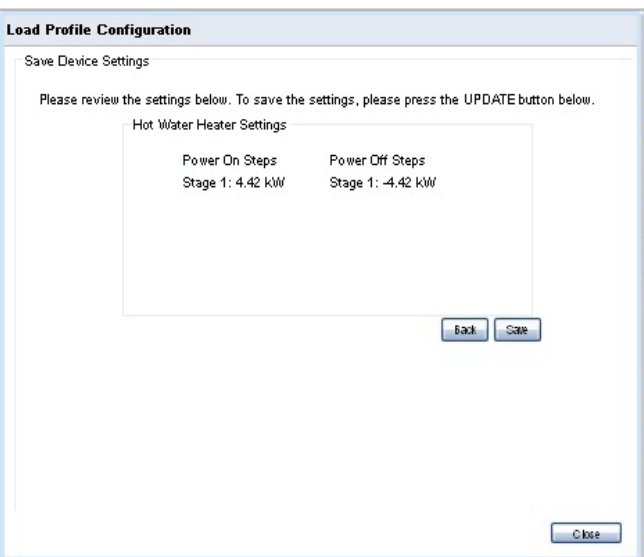 Load Profile Configuration
Save Device Settings
Please review the settings below. To save the settings, please press the UPDATE button below.
Hot Water Heater Settings
Power On Steps Power Off Steps
Stage 1: 4.42 kW Stage 1: -4.42 kW
Back Save
Close